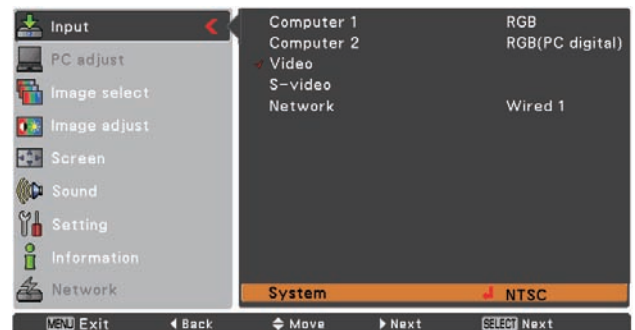 Input
PC adjust
Image select
Image adjust
Screen
Sound
Setting
Information
Network
Computer 1 RGB
Computer 2 RGB(PC digital)
Video
S-video
Network Wired 1
System NTSC
MENU Exit Back Move Next SELECT Next